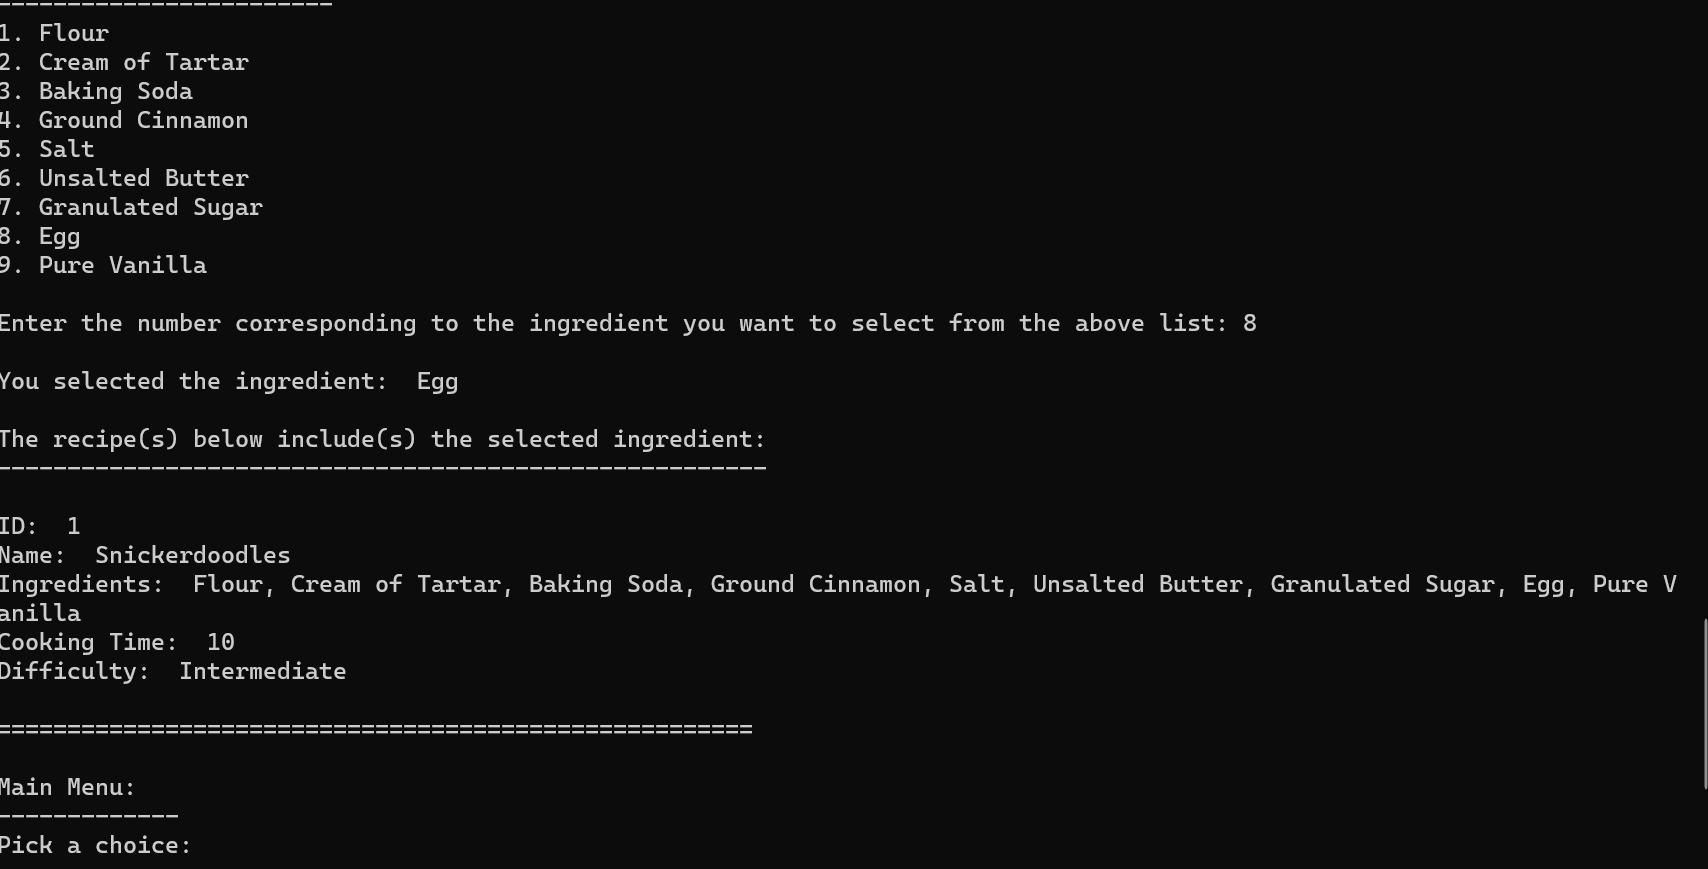 ------------------------
1. Flour
2. Cream of Tartar
3. Baking Soda
4. Ground Cinnamon
5. Salt
6. Unsalted Butter
7. Granulated Sugar
8. Egg
9. Pure Vanilla
Enter the number corresponding to the ingredient you want to select from the above list: 8
You selected the ingredient:  Egg
The recipe(s) below include(s) the selected ingredient:
-------------------------------------------------------
ID:  1
Name:  Snickerdoodles
Ingredients:  Flour, Cream of Tartar, Baking Soda, Ground Cinnamon, Salt, Unsalted Butter, Granulated Sugar, Egg, Pure V
anilla
Cooking Time:  10
Difficulty:  Intermediate
======================================================
Main Menu:
-------------
Pick a choice: